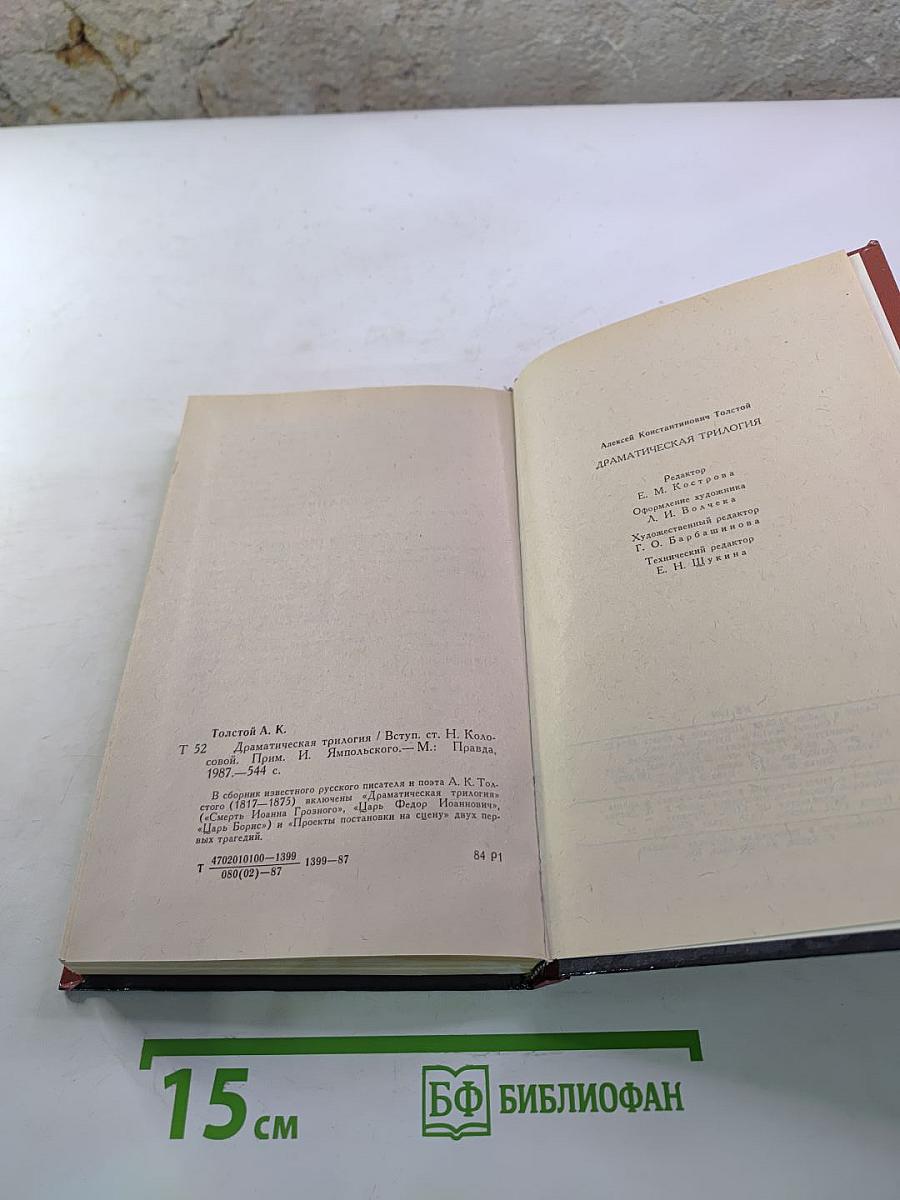 Толстой А. К.
Т 52 Драматическая трилогия / Вступ. ст. Н. Коло-
совой. Прим. И. Ямпольского.— М.: Правда,
1987.—544 с.
В сборник известного русского писателя и поэта А. К. Тол-
стого (1817—1875) включены «Драматическая трилогия»
(«Смерть Иоанна Грозного», «Царь Федор Иоаннович»,
«Царь Борис») и «Проекты постановки на сцену» двух пер-
вых трагедий.
Т 4702010100—1399 1399—87
080(02)—87
84 Р1
Алексей Константинович Толстой
ДРАМАТИЧЕСКАЯ ТРИЛОГИЯ
Редактор
Е. М. Кострова
Оформление художника
Л. И. Волчека
Художественный редактор
Г. О. Барбашинова
Технический редактор
Е. Н. Щукина
15 см
БФ БИБЛИОФАН